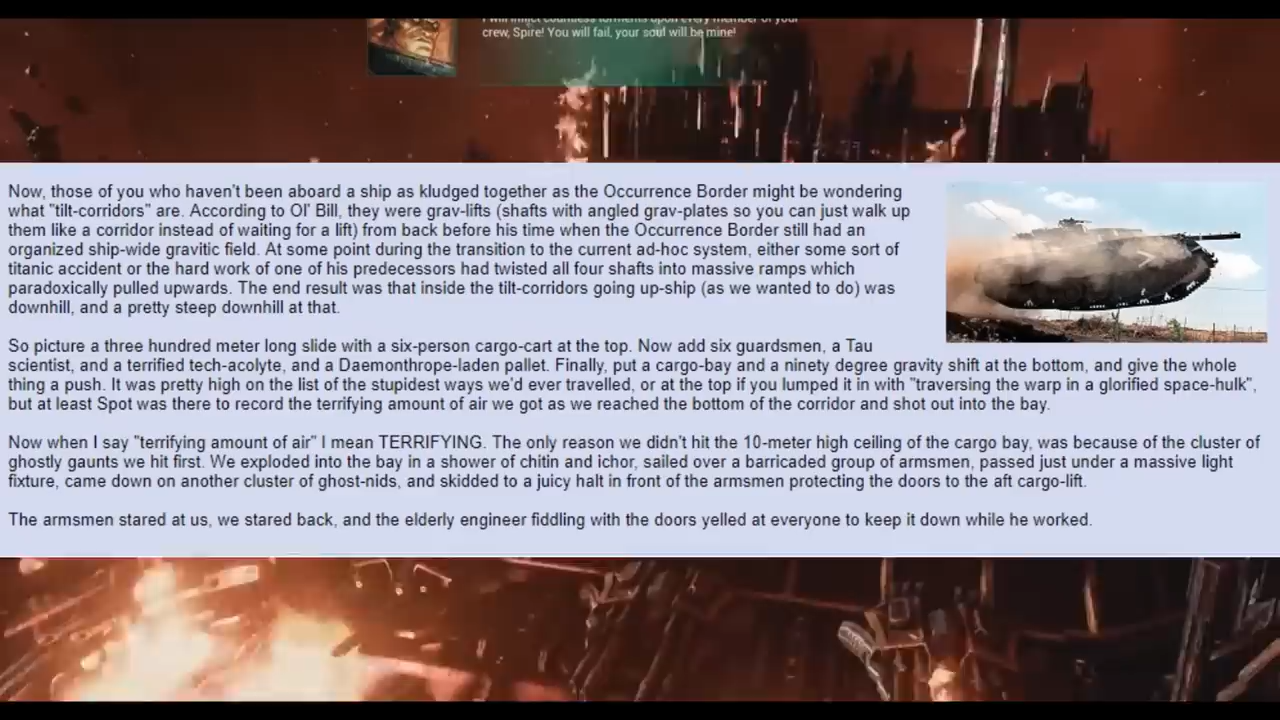 I will inflict countless torments upon every member of your
crew, Spire! You will fail, your soul will be mine!
Now, those of you who haven't been aboard a ship as kludged together as the Occurrence Border might be wondering
what "tilt-corridors" are. According to Ol' Bill, they were grav-lifts (shafts with angled grav-plates so you can just walk up
them like a corridor instead of waiting for a lift) from back before his time when the Occurrence Border still had an
organized ship-wide gravitic field. At some point during the transition to the current ad-hoc system, either some sort of
titanic accident or the hard work of one of his predecessors had twisted all four shafts into massive ramps which
paradoxically pulled upwards. The end result was that inside the tilt-corridors going up-ship (as we wanted to do) was
downhill, and a pretty steep downhill at that.
So picture a three hundred meter long slide with a six-person cargo-cart at the top. Now add six guardsmen, a Tau
scientist, and a terrified tech-acolyte, and a Daemonthrope-laden pallet. Finally, put a cargo-bay and a ninety degree gravity shift at the bottom, and give the whole
thing a push. It was pretty high on the list of the stupidest ways we'd ever travelled, or at the top if you lumped it in with "traversing the warp in a glorified space-hulk",
but at least Spot was there to record the terrifying amount of air we got as we reached the bottom of the corridor and shot out into the bay.
Now when I say "terrifying amount of air" I mean TERRIFYING. The only reason we didn't hit the 10-meter high ceiling of the cargo bay, was because of the cluster of
ghostly gaunts we hit first. We exploded into the bay in a shower of chitin and ichor, sailed over a barricaded group of armsmen, passed just under a massive light
fixture, came down on another cluster of ghost-nids, and skidded to a juicy halt in front of the armsmen protecting the doors to the aft cargo-lift.
The armsmen stared at us, we stared back, and the elderly engineer fiddling with the doors yelled at everyone to keep it down while he worked.